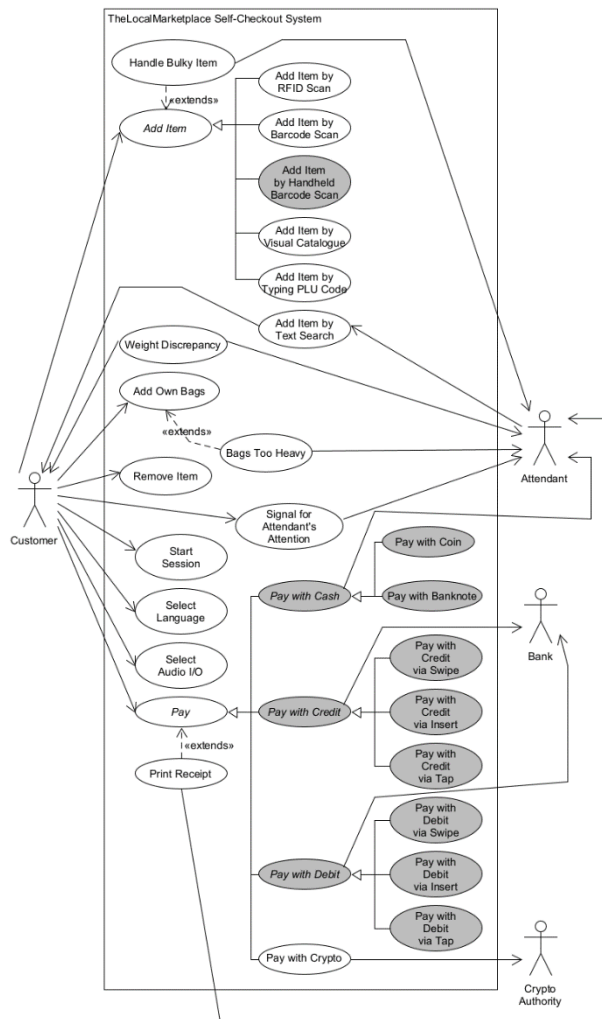 TheLocalMarketplace Self-Checkout System
Handle Bulky Item
«extends»
Add Item
Add Item by
RFID Scan
Add Item by
Barcode Scan
Add Item
by Handheld
Barcode Scan
Add Item by
Visual Catalogue
Add Item by
Typing PLU Code
Add Item by
Text Search
Weight Discrepancy
Add Own Bags
«extends»
Bags Too Heavy
Attendant
Remove Item
Customer
Signal for
Attendant's
Attention
Start
Session
Select
Language
Select
Audio I/O
Pay
«extends»
Print Receipt
Pay with Cash
Pay with Coin
Pay with Banknote
Bank
Pay with Credit
Pay with
Credit
via Swipe
Pay with
Credit
via Insert
Pay with
Credit
via Tap
Pay with Debit
Pay with
Debit
via Swipe
Pay with
Debit
via Insert
Pay with
Debit
via Tap
Pay with Crypto
Crypto
Authority